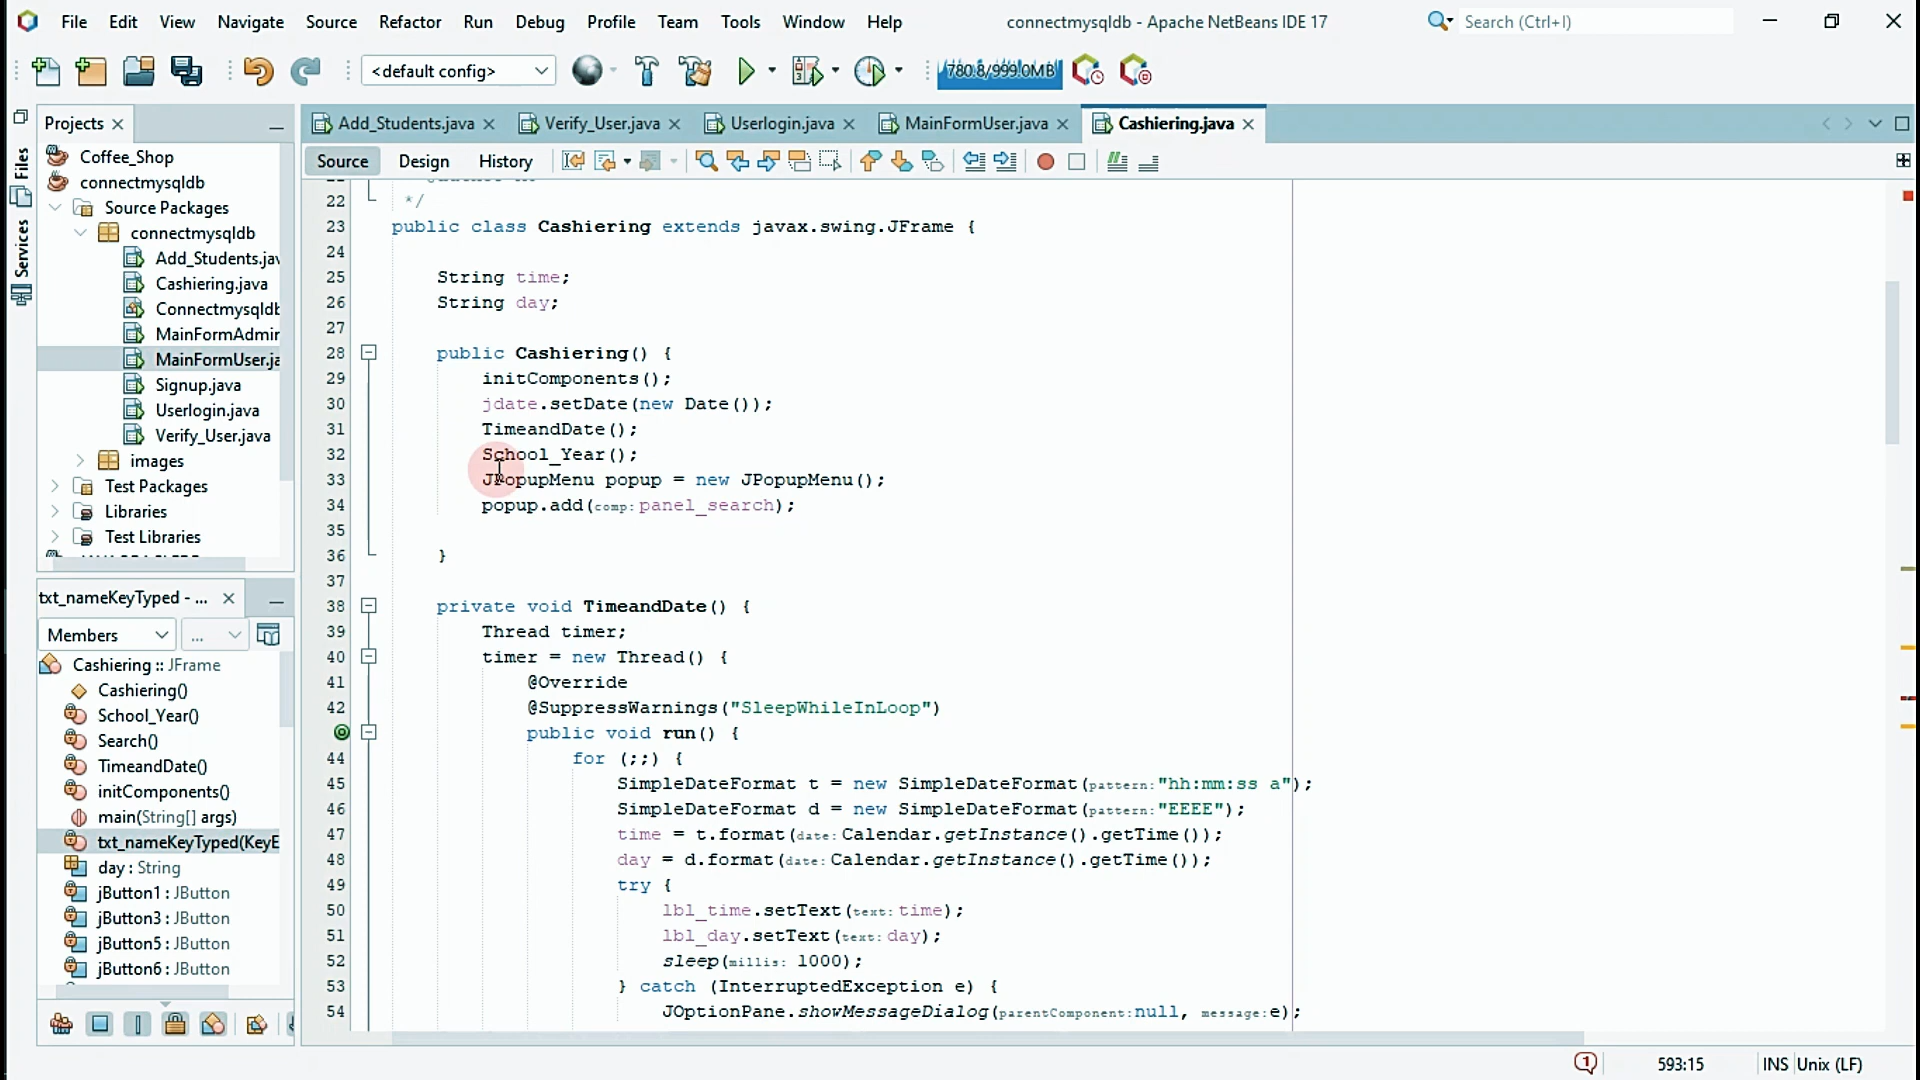 File Edit View Navigate Source Refactor Run Debug Profile Team Tools Window Help
connectmysqldb - Apache NetBeans IDE 17
Search (Ctrl+I)
<default config>
780.8/999.0MB
Projects
Add_Students.java
Verify_User.java
Userlogin.java
MainFormUser.java
Cashiering.java
Source Design History
Files
Services
Coffee_Shop
connectmysqldb
Source Packages
connectmysqldb
Add_Students.jav
Cashiering.java
Connectmysqldb
MainFormAdmin
MainFormUser.ja
Signup.java
Userlogin.java
Verify_User.java
images
Test Packages
Libraries
Test Libraries
txt_nameKeyTyped - ...
Members
...
Cashiering :: JFrame
Cashiering()
School_Year()
Search()
TimeandDate()
initComponents()
main(String[] args)
txt_nameKeyTyped(KeyE
day : String
jButton1 : JButton
jButton3 : JButton
jButton5 : JButton
jButton6 : JButton
22 */
23 public class Cashiering extends javax.swing.JFrame {
24
25 String time;
26 String day;
27
28 public Cashiering() {
29 initComponents();
30 jdate.setDate(new Date());
31 TimeandDate();
32 School_Year();
33 JPopupMenu popup = new JPopupMenu();
34 popup.add(comp: panel_search);
35
36 }
37
38 private void TimeandDate() {
39 Thread timer;
40 timer = new Thread() {
41 @Override
42 @SuppressWarnings("SleepWhileInLoop")
public void run() {
44 for (;;) {
45 SimpleDateFormat t = new SimpleDateFormat(pattern: "hh:mm:ss a");
46 SimpleDateFormat d = new SimpleDateFormat(pattern: "EEEE");
47 time = t.format(date: Calendar.getInstance().getTime());
48 day = d.format(date: Calendar.getInstance().getTime());
49 try {
50 lbl_time.setText(text: time);
51 lbl_day.setText(text: day);
52 sleep(millis: 1000);
53 } catch (InterruptedException e) {
54 JOptionPane.showMessageDialog(parentComponent: null, message: e);
1
593:15
INS
Unix (LF)